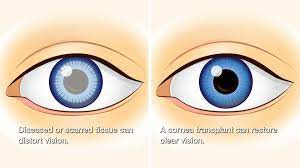 Diseased or scarred tissue can
distort vision.
A cornea transplant can restore
clear vision.